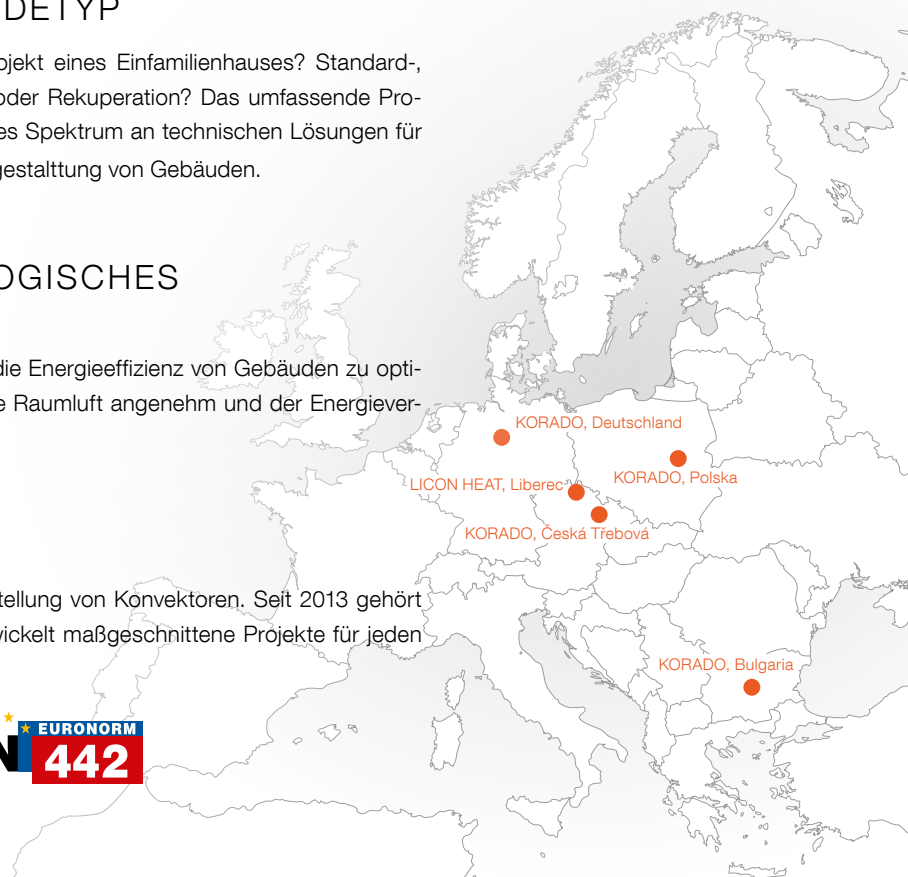 DETYP
ojekt eines Einfamilienhauses? Standard-,
oder Rekuperation? Das umfassende Pro-
es Spektrum an technischen Lösungen für
gestalttung von Gebäuden.
OGISCHES
die Energieeffizienz von Gebäuden zu opti-
e Raumluft angenehm und der Energiever-
tellung von Konvektoren. Seit 2013 gehört
wickelt maßgeschnittene Projekte für jeden
N EURONORM
442
KORADO, Deutschland
KORADO, Polska
LICON HEAT, Liberec
KORADO, Česká Třebová
KORADO, Bulgaria